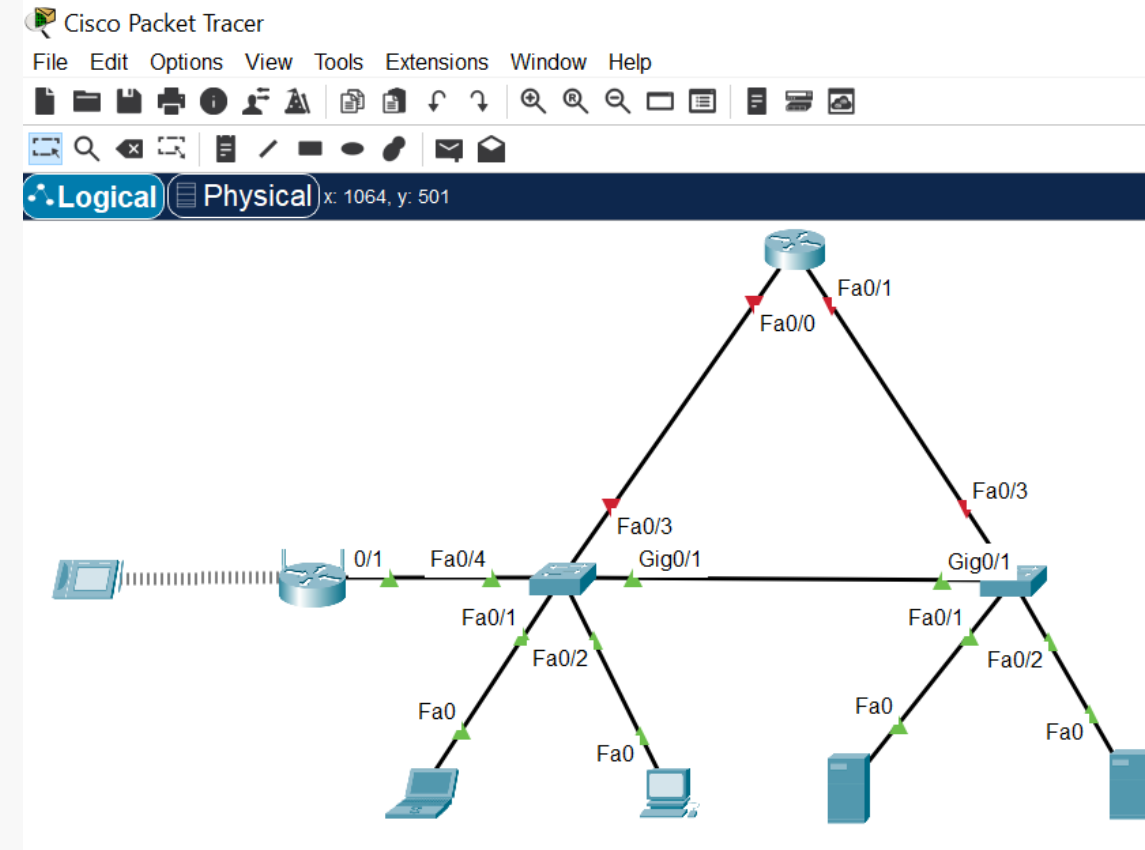 Cisco Packet Tracer
File Edit Options View Tools Extensions Window Help
Logical Physical x: 1064, y: 501
Fa0/1
Fa0/0
Fa0/3
Fa0/3
0/1 Fa0/4 Gig0/1 Gig0/1
Fa0/1 Fa0/1
Fa0/2 Fa0/2
Fa0 Fa0
Fa0 Fa0